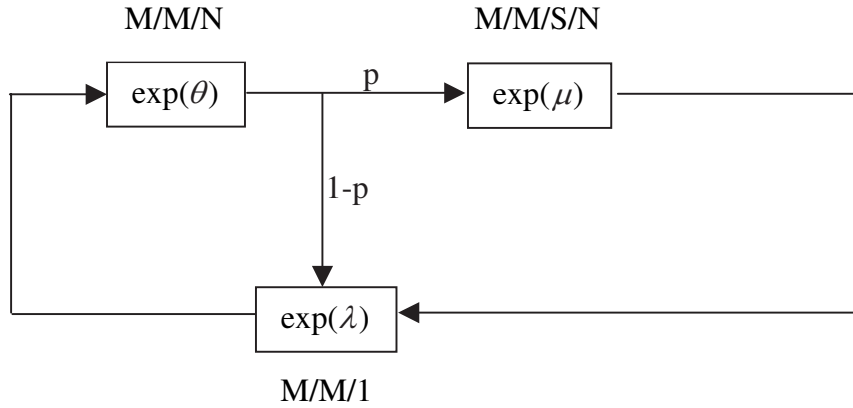 M/M/N
M/M/S/N
exp(θ)
p
exp(μ)
1-p
exp(λ)
M/M/1